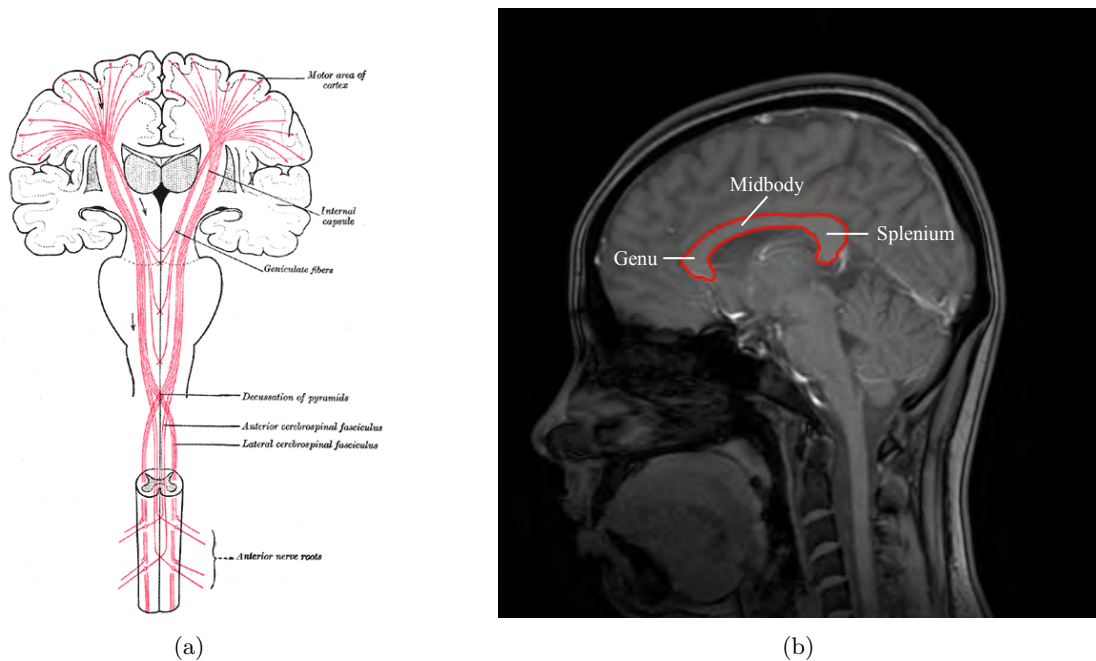 Motor area of
cortex
Internal
capsule
Geniculate fibers
Decussation of pyramids
Anterior cerebrospinal fasciculus
Lateral cerebrospinal fasciculus
Anterior nerve roots
(a)
Midbody
Splenium
Genu
(b)